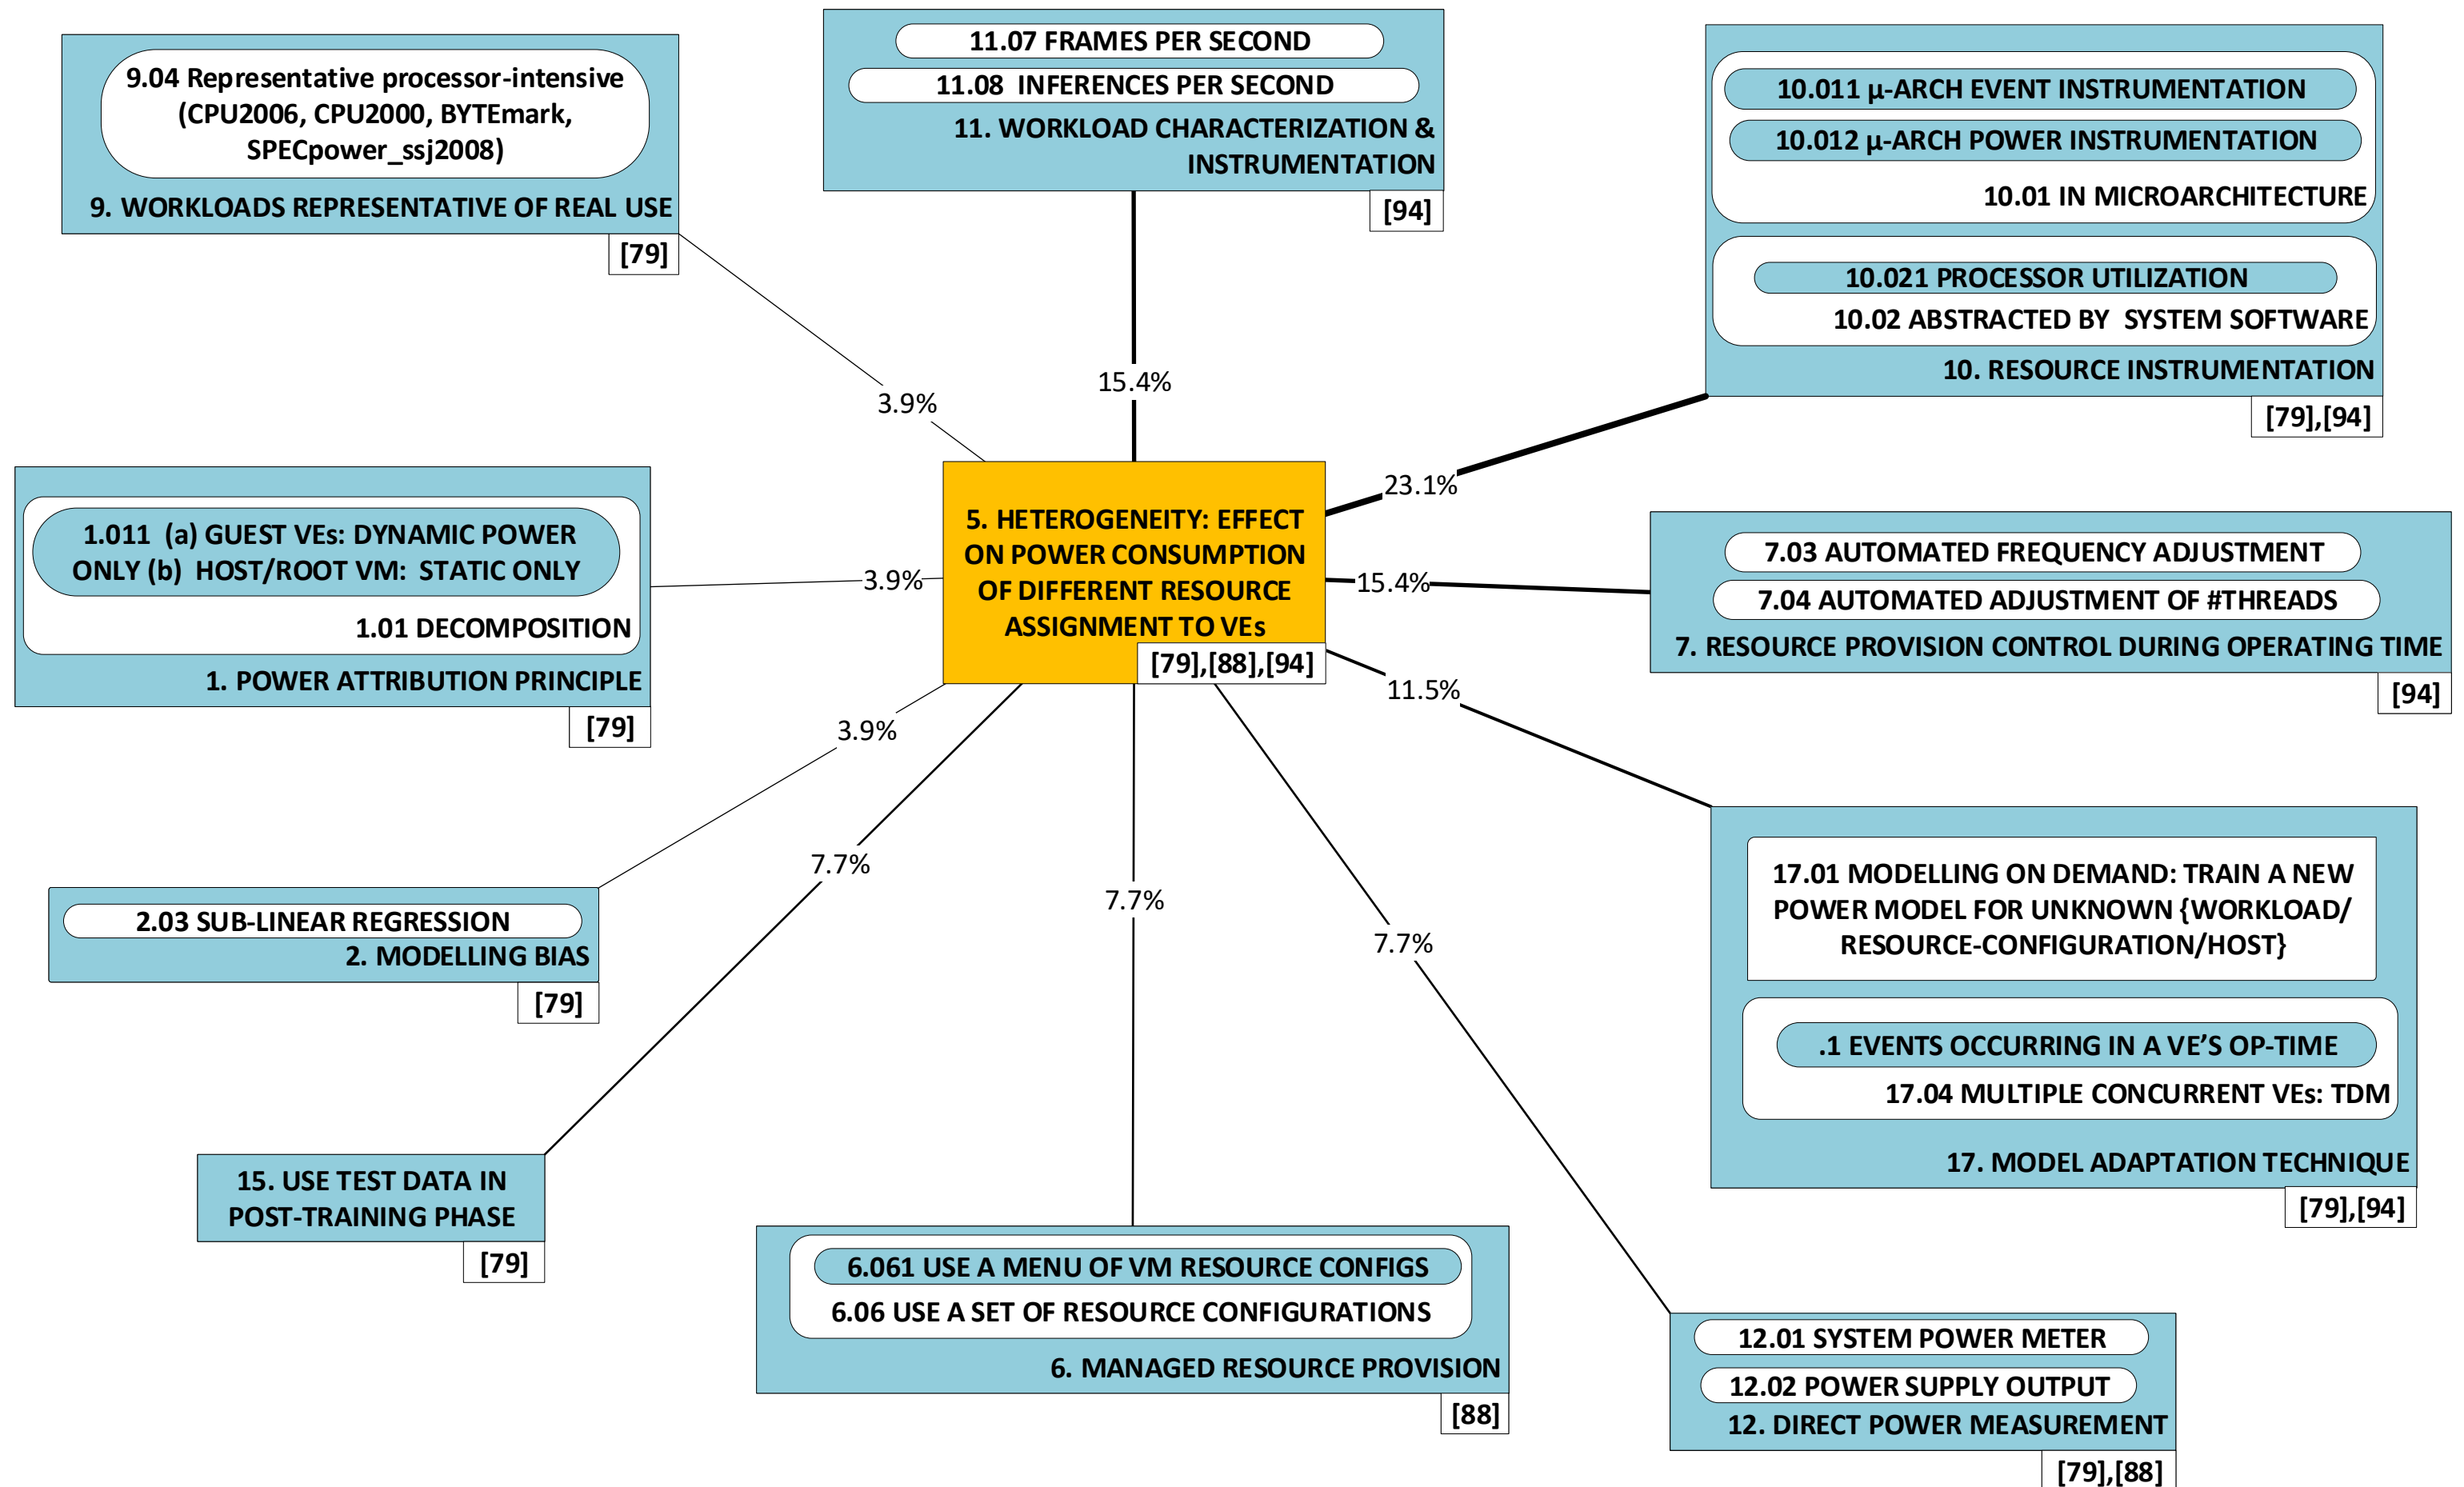 9.04 Representative processor-intensive
(CPU2006, CPU2000, BYTEmark,
SPECpower_ssj2008)
9. WORKLOADS REPRESENTATIVE OF REAL USE
[79]
11.07 FRAMES PER SECOND
11.08 INFERENCES PER SECOND
11. WORKLOAD CHARACTERIZATION &
INSTRUMENTATION
[94]
10.011 μ-ARCH EVENT INSTRUMENTATION
10.012 μ-ARCH POWER INSTRUMENTATION
10.01 IN MICROARCHITECTURE
10.021 PROCESSOR UTILIZATION
10.02 ABSTRACTED BY SYSTEM SOFTWARE
10. RESOURCE INSTRUMENTATION
[79],[94]
3.9%
15.4%
23.1%
1.011 (a) GUEST VEs: DYNAMIC POWER
ONLY (b) HOST/ROOT VM: STATIC ONLY
1.01 DECOMPOSITION
1. POWER ATTRIBUTION PRINCIPLE
[79]
3.9%
5. HETEROGENEITY: EFFECT
ON POWER CONSUMPTION
OF DIFFERENT RESOURCE
ASSIGNMENT TO VEs
[79],[88],[94]
15.4%
7.03 AUTOMATED FREQUENCY ADJUSTMENT
7.04 AUTOMATED ADJUSTMENT OF #THREADS
7. RESOURCE PROVISION CONTROL DURING OPERATING TIME
[94]
11.5%
3.9%
7.7%
7.7%
7.7%
2.03 SUB-LINEAR REGRESSION
2. MODELLING BIAS
[79]
17.01 MODELLING ON DEMAND: TRAIN A NEW
POWER MODEL FOR UNKNOWN {WORKLOAD/
RESOURCE-CONFIGURATION/HOST}
.1 EVENTS OCCURRING IN A VE’S OP-TIME
17.04 MULTIPLE CONCURRENT VEs: TDM
17. MODEL ADAPTATION TECHNIQUE
[79],[94]
15. USE TEST DATA IN
POST-TRAINING PHASE
[79]
6.061 USE A MENU OF VM RESOURCE CONFIGS
6.06 USE A SET OF RESOURCE CONFIGURATIONS
6. MANAGED RESOURCE PROVISION
[88]
12.01 SYSTEM POWER METER
12.02 POWER SUPPLY OUTPUT
12. DIRECT POWER MEASUREMENT
[79],[88]